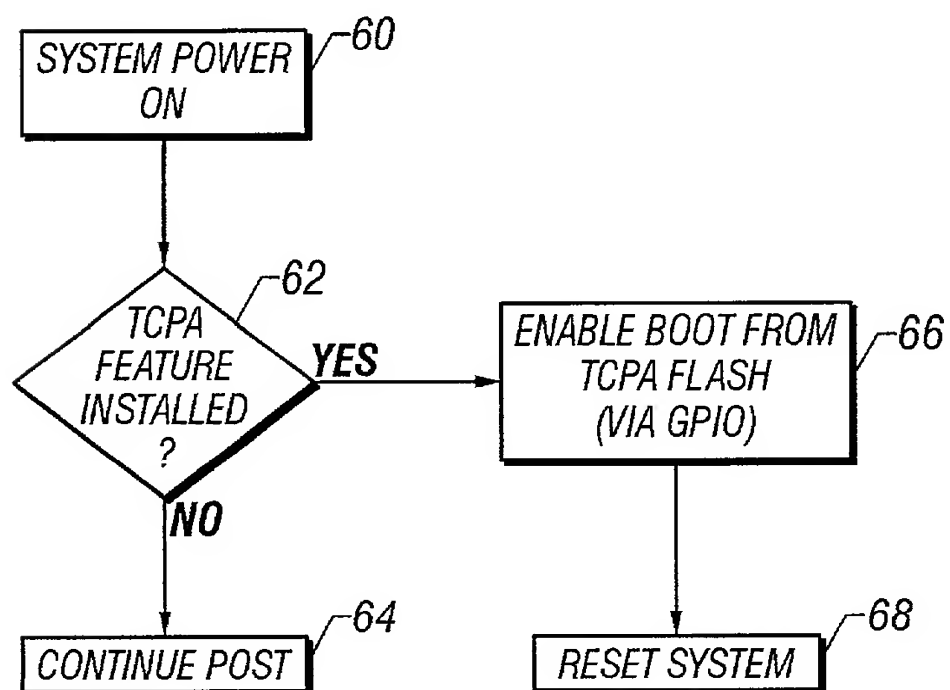 SYSTEM POWER
ON
60
TCPA
FEATURE
INSTALLED
?
62
YES
NO
ENABLE BOOT FROM
TCPA FLASH
(VIA GPIO)
66
CONTINUE POST
64
RESET SYSTEM
68